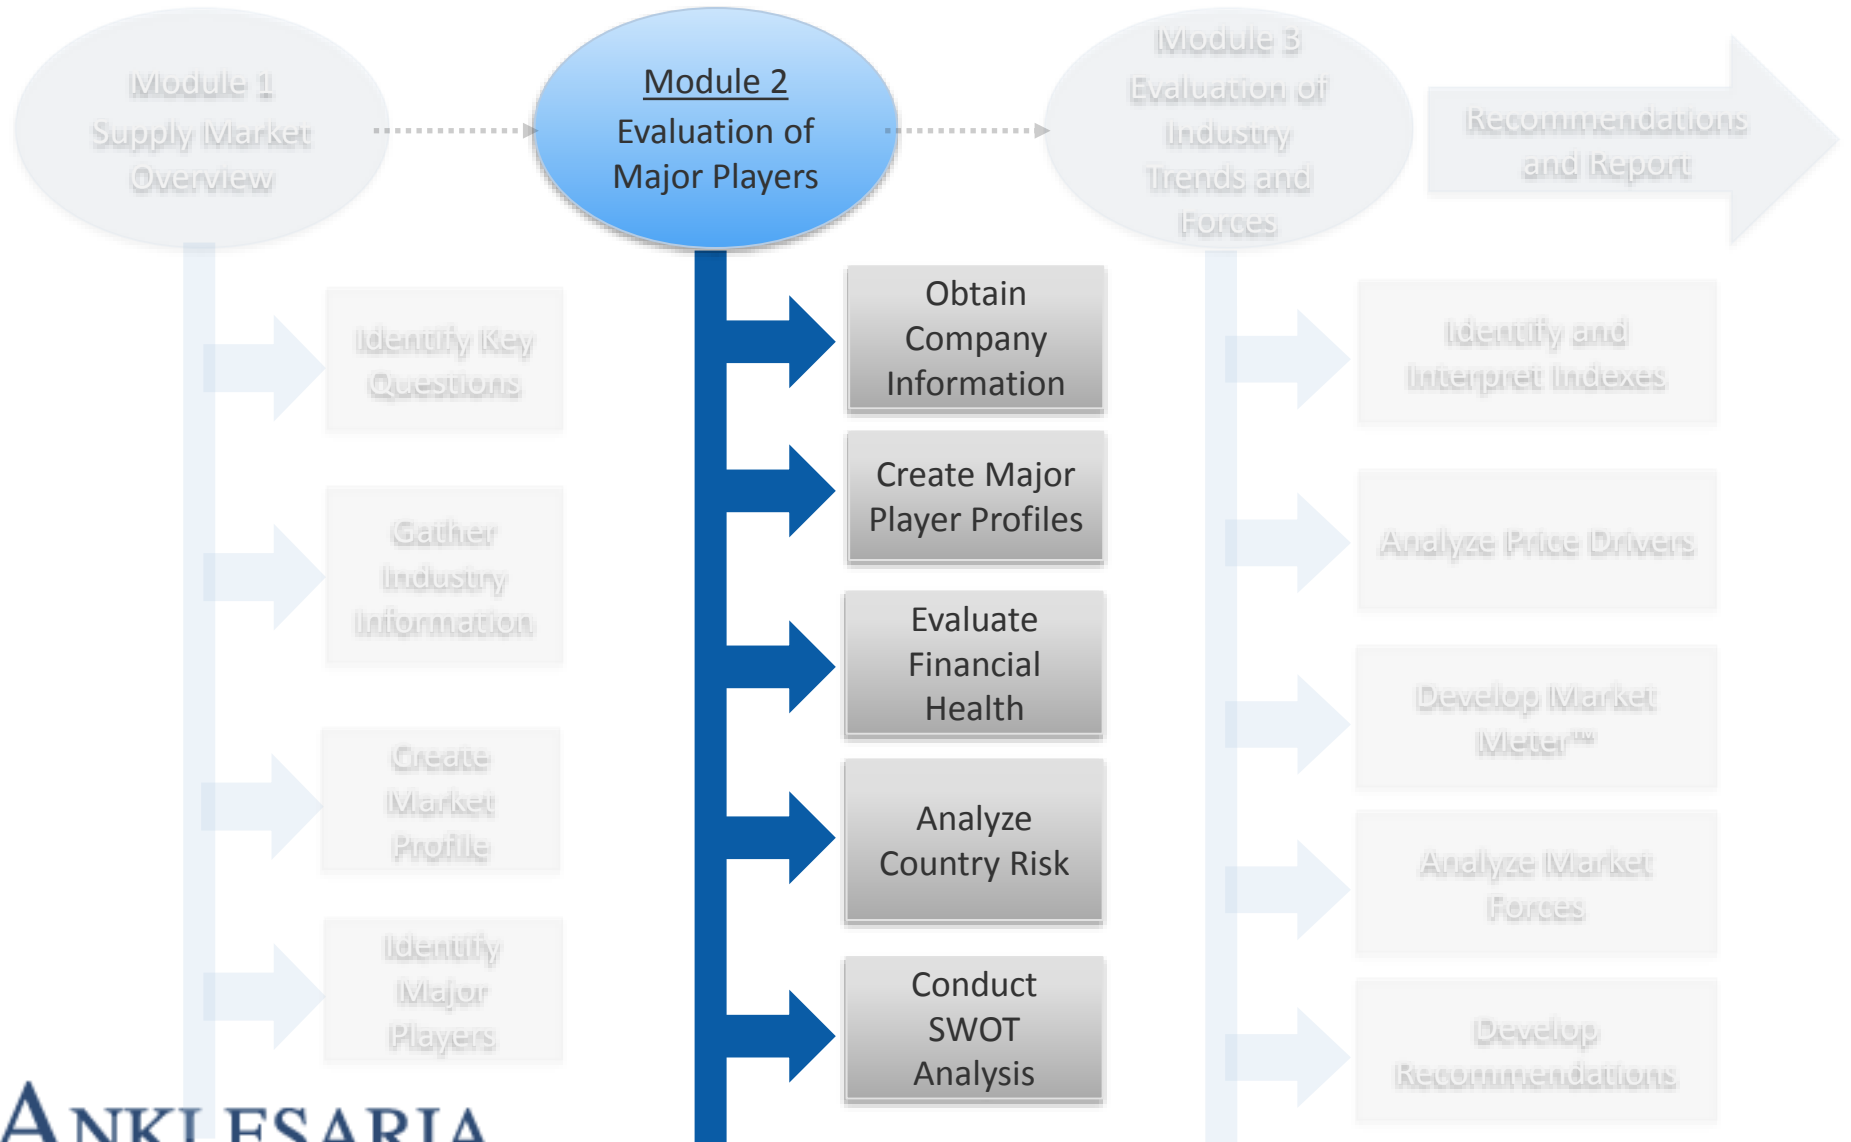 Module 1
Supply Market
Overview
Module 2
Evaluation of
Major Players
Module 3
Evaluation of
Industry
Trends and
Forces
Recommendations
and Report
Identify Key
Questions
Gather
Industry
Information
Create
Market
Profile
Identify
Major
Players
Obtain
Company
Information
Create Major
Player Profiles
Evaluate
Financial
Health
Analyze
Country Risk
Conduct
SWOT
Analysis
Identify and
Interpret Indexes
Analyze Price Drivers
Develop Market
Meter™
Analyze Market
Forces
Develop
Recommendations
ANKLESARIA